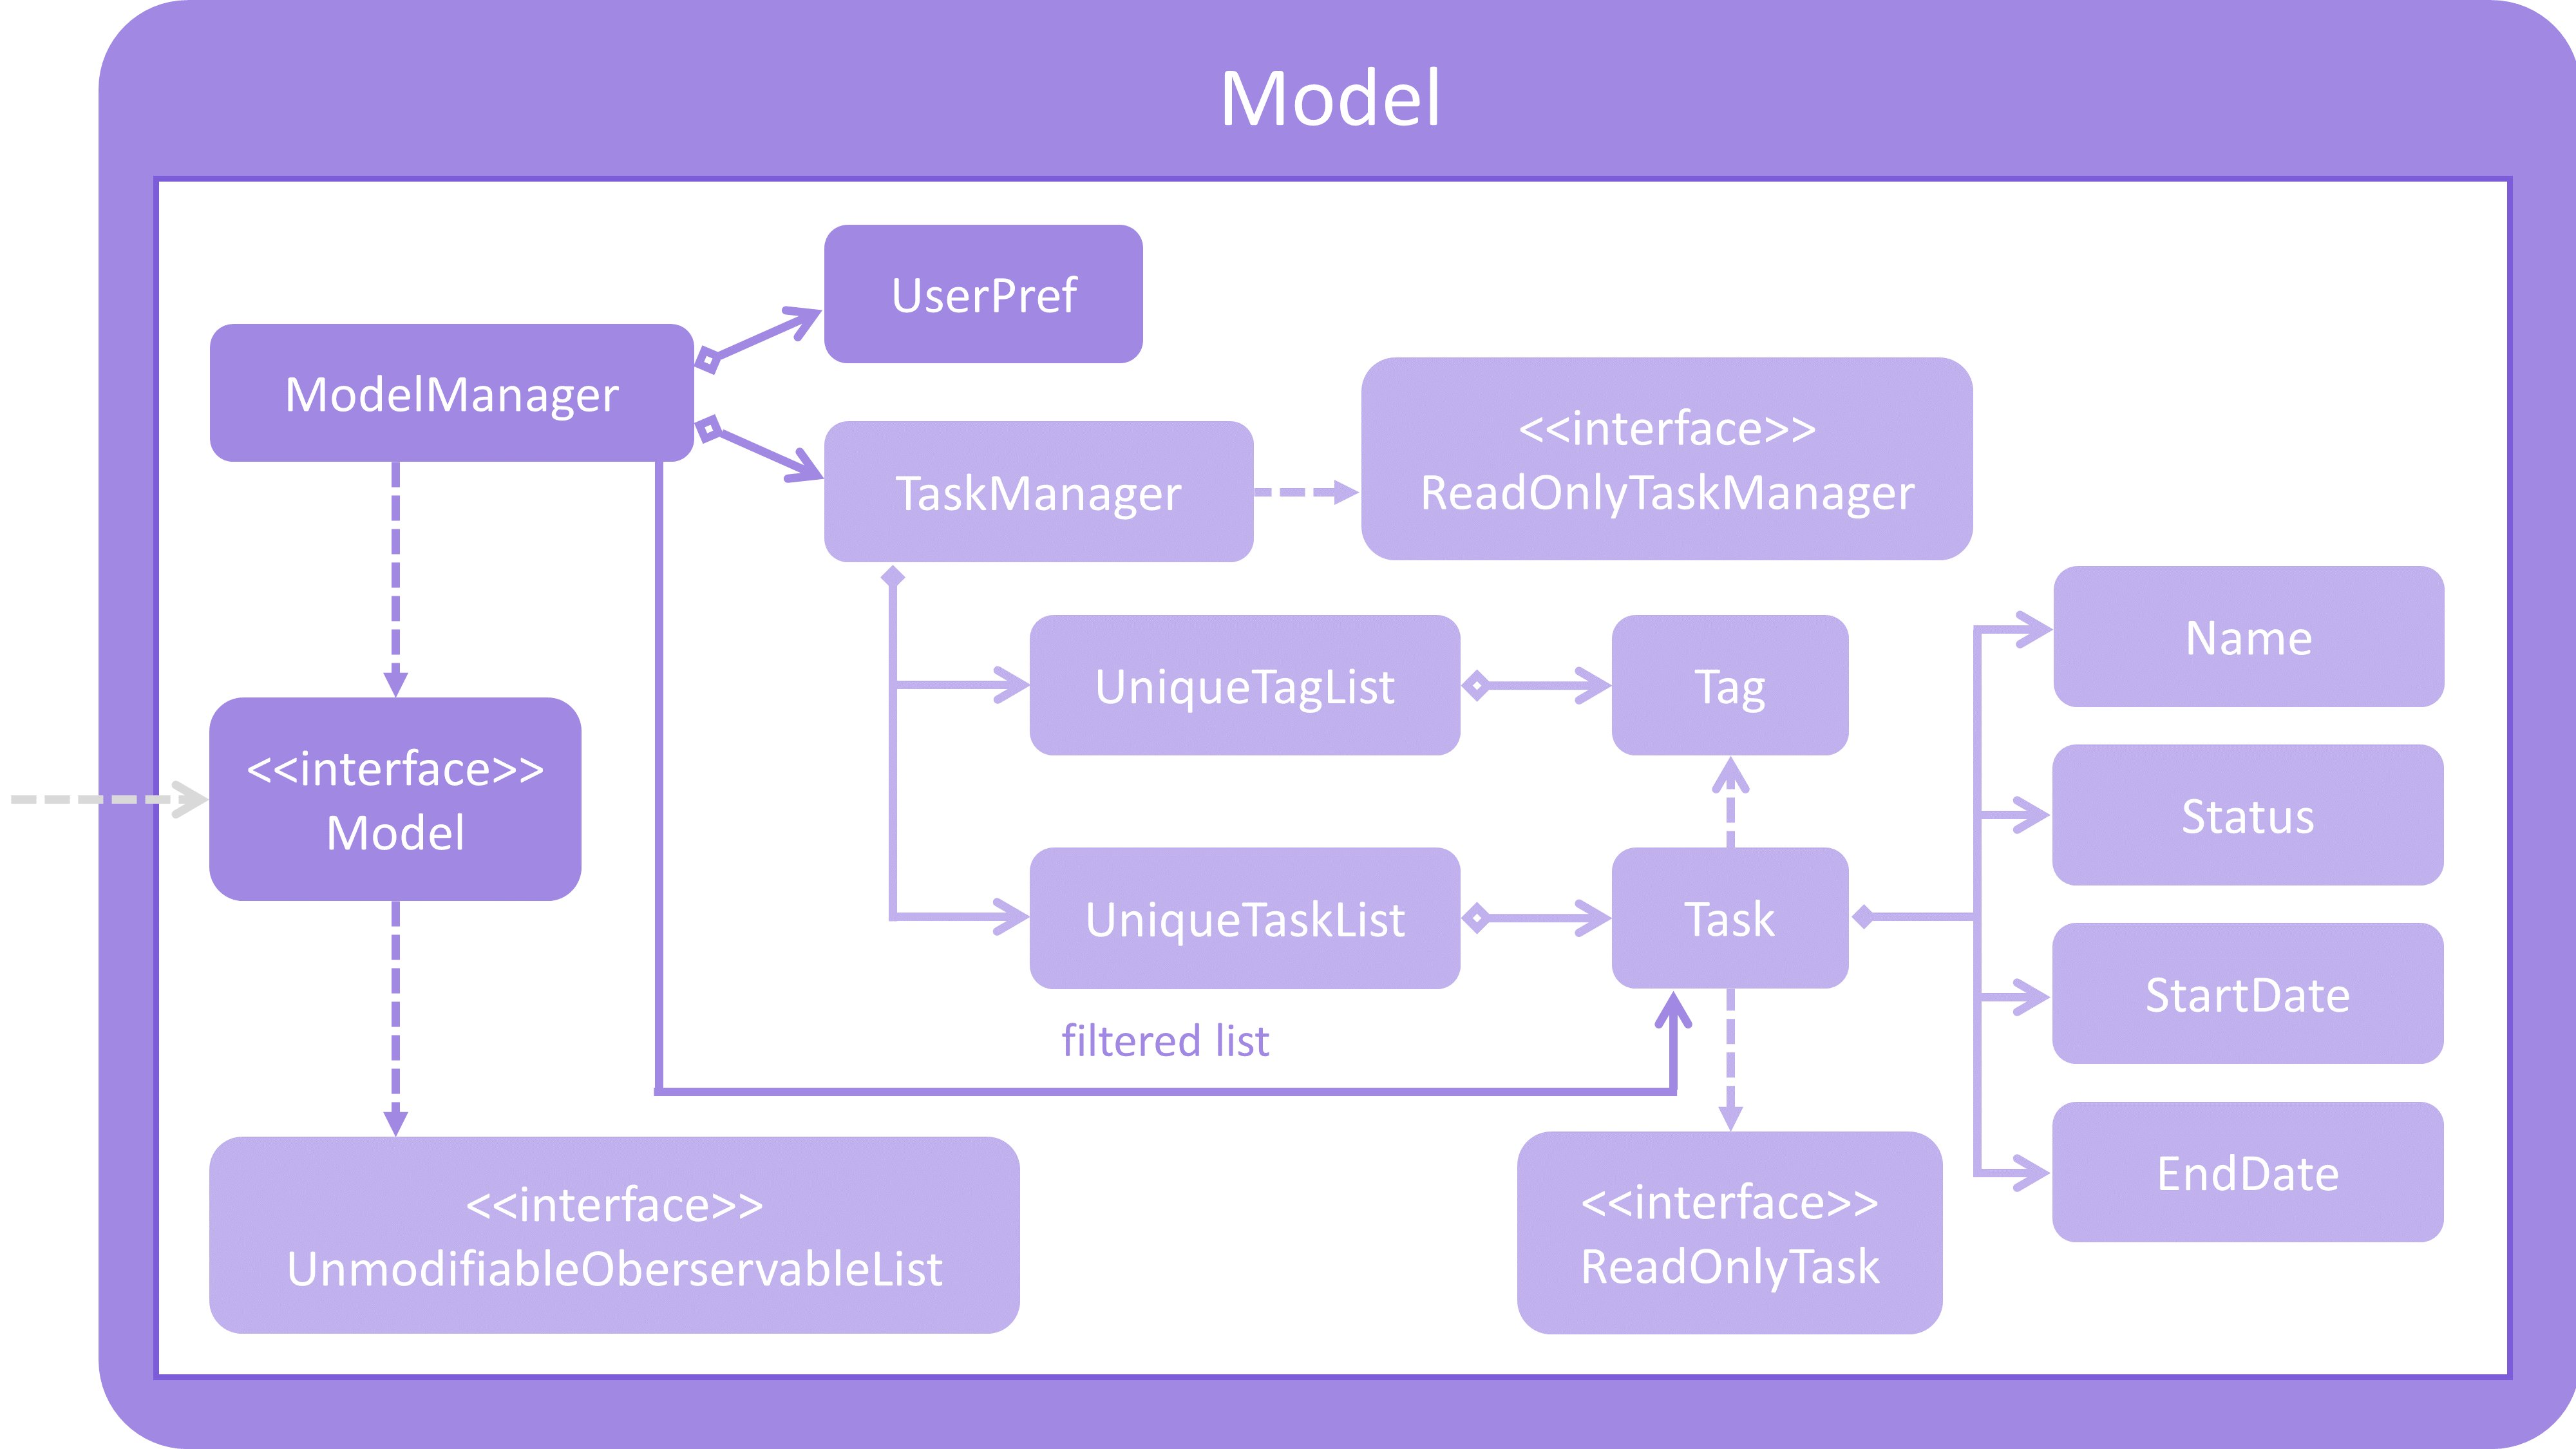 Model
UserPref
ModelManager
<<interface>>
ReadOnlyTaskManager
TaskManager
Name
UniqueTagList
Tag
<<interface>>
Model
Status
UniqueTaskList
Task
StartDate
filtered list
EndDate
<<interface>>
UnmodifiableOberservableList
<<interface>>
ReadOnlyTask